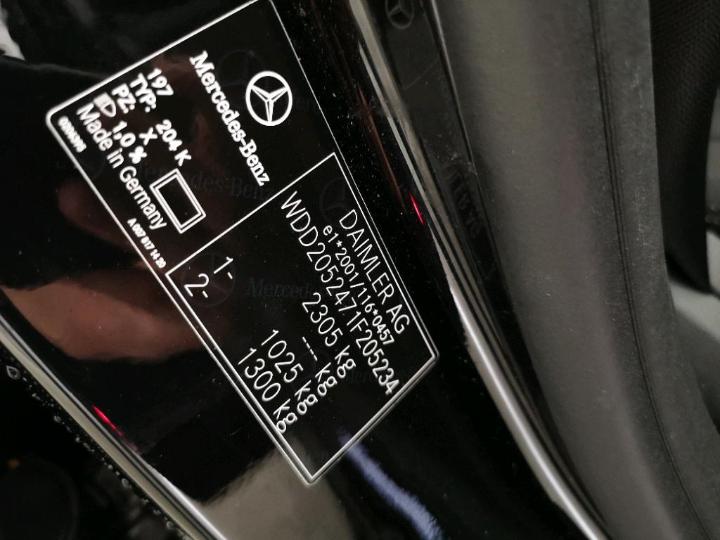 Mercedes-Benz
DAIMLER AG
e1*2001/116*0457
WDD2052471F205234
2305 kg
--- kg
1- 1025 kg
2- 1300 kg
197
TYP: 204 K
PZ: X
1,0 %
Made in Germany